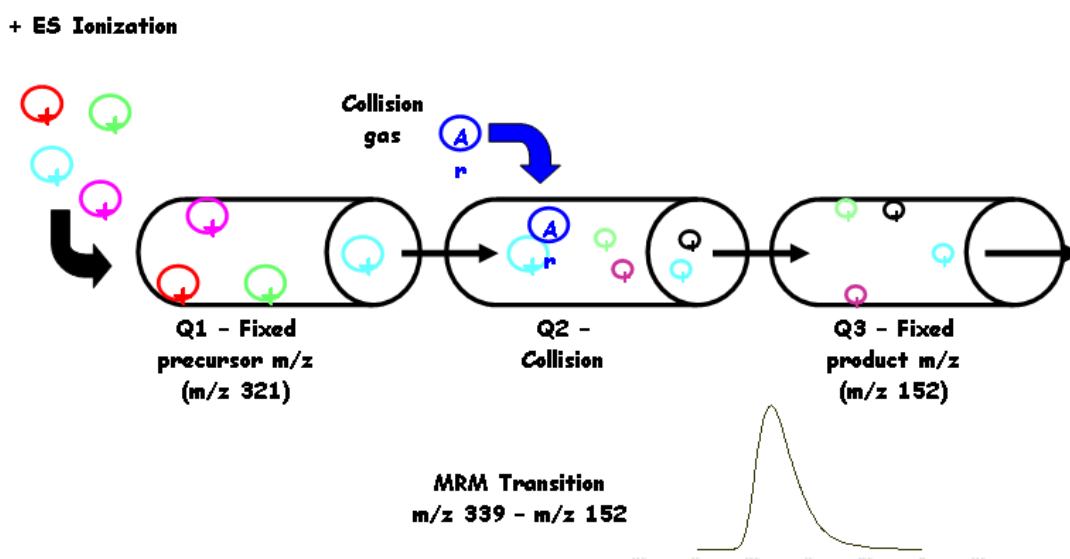 + ES Ionization
Collision
gas
A
r
A
r
Q1 - Fixed
precursor m/z
(m/z 321)
Q2 -
Collision
Q3 - Fixed
product m/z
(m/z 152)
MRM Transition
m/z 339 - m/z 152